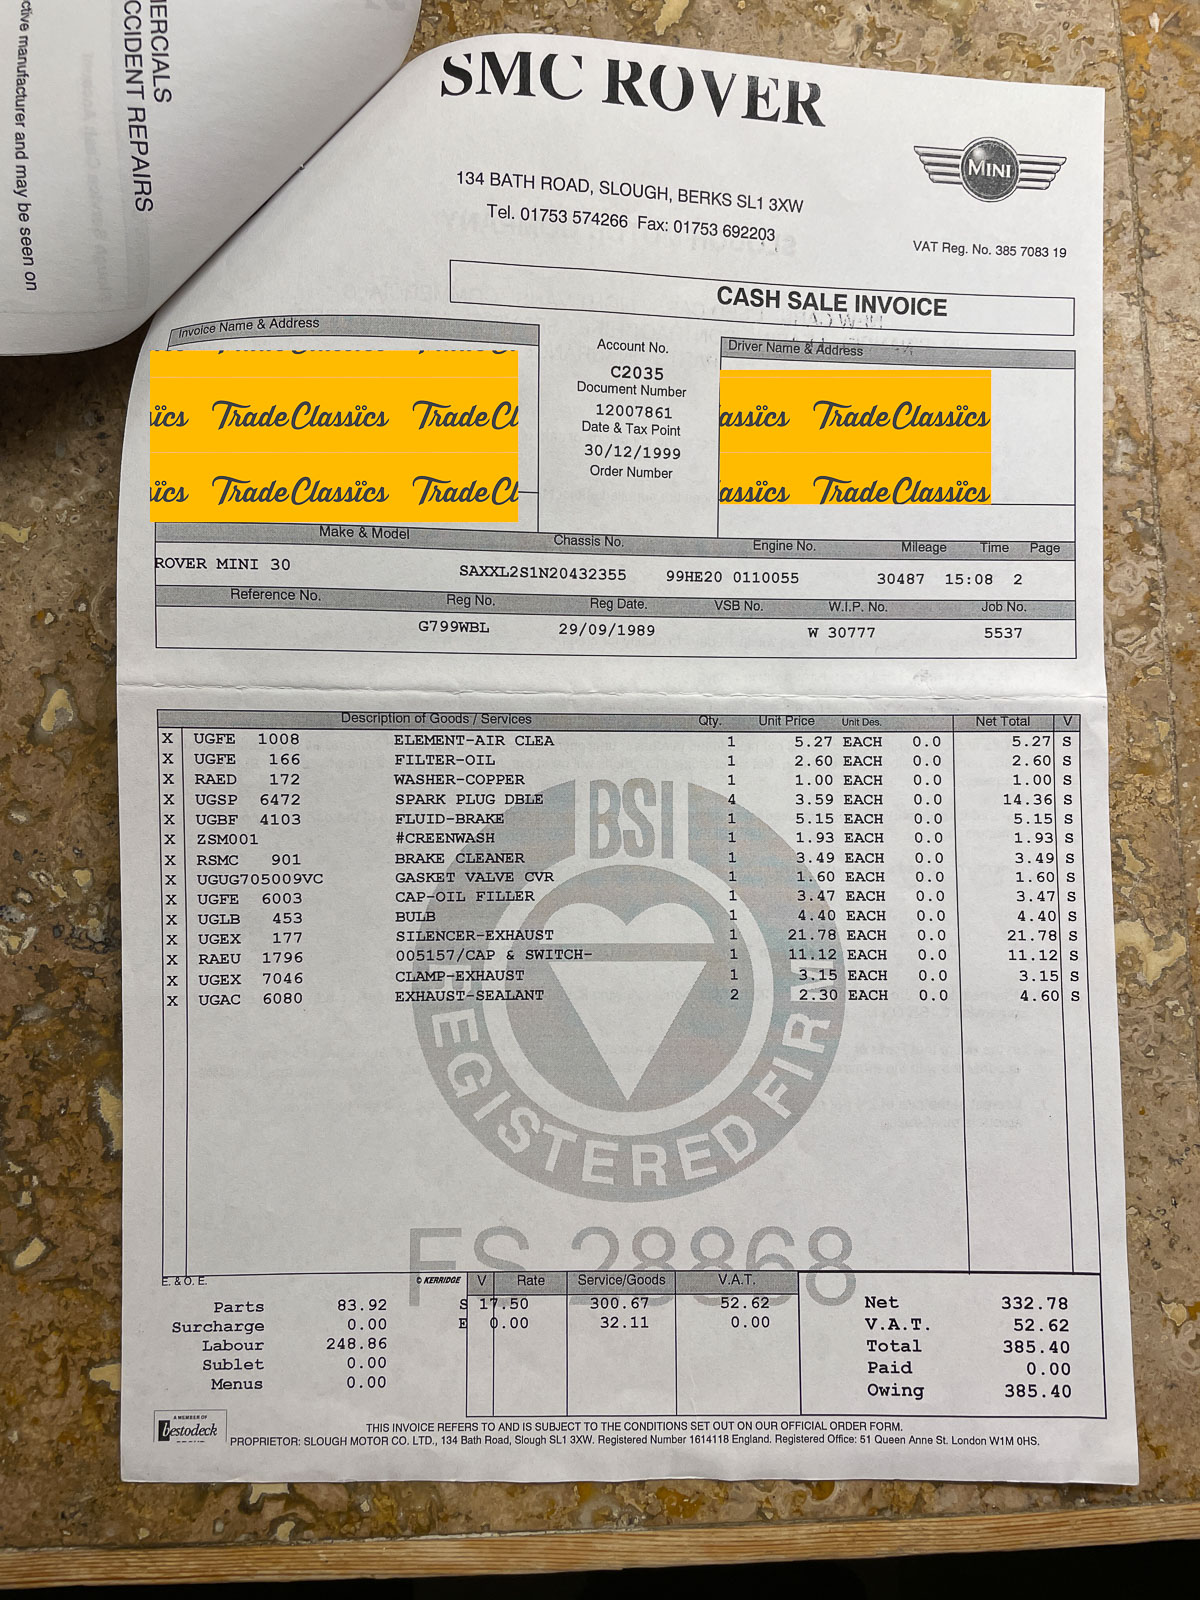 ERCIALS
CCIDENT REPAIRS
ctive manufacturer and may be seen on
SMC ROVER
MINI
134 BATH ROAD, SLOUGH, BERKS SL1 3XW
Tel. 01753 574266 Fax: 01753 692203
VAT Reg. No. 385 7083 19
CASH SALE INVOICE
Invoice Name & Address
Account No.
Driver Name & Address
C2035
Document Number
12007861
Date & Tax Point
30/12/1999
Order Number
Trade Classics Trade Cl
assics Trade Classics
Trade Classics Trade Cl
assics Trade Classics
Make & Model Chassis No. Engine No. Mileage Time Page
ROVER MINI 30 SAXXL2S1N20432355 99HE20 0110055 30487 15:08 2
Reference No. Reg No. Reg Date. VSB No. W.I.P. No. Job No.
G799WBL 29/09/1989 W 30777 5537
Description of Goods / Services Qty. Unit Price Unit Des. Net Total V
X UGFE 1008 ELEMENT-AIR CLEA 1 5.27 EACH 0.0 5.27 S
X UGFE 166 FILTER-OIL 1 2.60 EACH 0.0 2.60 S
X RAED 172 WASHER-COPPER 1 1.00 EACH 0.0 1.00 S
X UGSP 6472 SPARK PLUG DBLE 4 3.59 EACH 0.0 14.36 S
X UGBF 4103 FLUID-BRAKE 1 5.15 EACH 0.0 5.15 S
X ZSM001 #CREENWASH 1 1.93 EACH 0.0 1.93 S
X RSMC 901 BRAKE CLEANER 1 3.49 EACH 0.0 3.49 S
X UGUG705009VC GASKET VALVE CVR 1 1.60 EACH 0.0 1.60 S
X UGFE 6003 CAP-OIL FILLER 1 3.47 EACH 0.0 3.47 S
X UGLB 453 BULB 1 4.40 EACH 0.0 4.40 S
X UGEX 177 SILENCER-EXHAUST 1 21.78 EACH 0.0 21.78 S
X RAEU 1796 005157/CAP & SWITCH- 1 11.12 EACH 0.0 11.12 S
X UGEX 7046 CLAMP-EXHAUST 1 3.15 EACH 0.0 3.15 S
X UGAC 6080 EXHAUST-SEALANT 2 2.30 EACH 0.0 4.60 S
BSI
REGISTERED FIRM
FS 28868
E. & O. E. © KERRIDGE V Rate Service/Goods V.A.T.
Parts 83.92 S 17.50 300.67 52.62 Net 332.78
Surcharge 0.00 E 0.00 32.11 0.00 V.A.T. 52.62
Labour 248.86 Total 385.40
Sublet 0.00 Paid 0.00
Menus 0.00 Owing 385.40
A MEMBER OF
bestodeck
THIS INVOICE REFERS TO AND IS SUBJECT TO THE CONDITIONS SET OUT ON OUR OFFICIAL ORDER FORM.
PROPRIETOR: SLOUGH MOTOR CO. LTD., 134 Bath Road, Slough SL1 3XW. Registered Number 1614118 England. Registered Office: 51 Queen Anne St. London W1M 0HS.